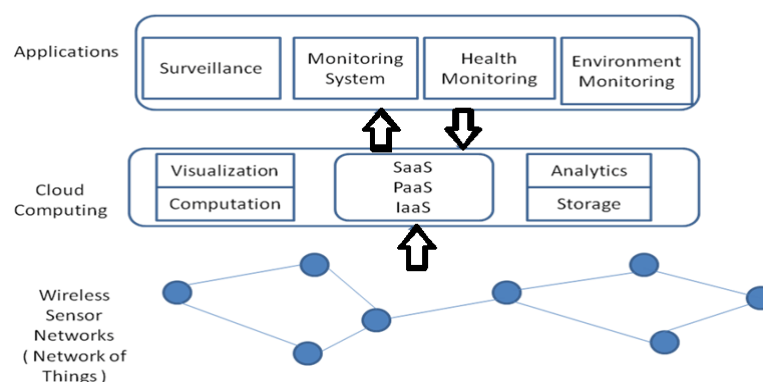 Applications
Surveillance
Monitoring
System
Health
Monitoring
Environment
Monitoring
Cloud
Computing
Visualization
Computation
SaaS
PaaS
IaaS
Analytics
Storage
Wireless
Sensor
Networks
( Network of
Things )